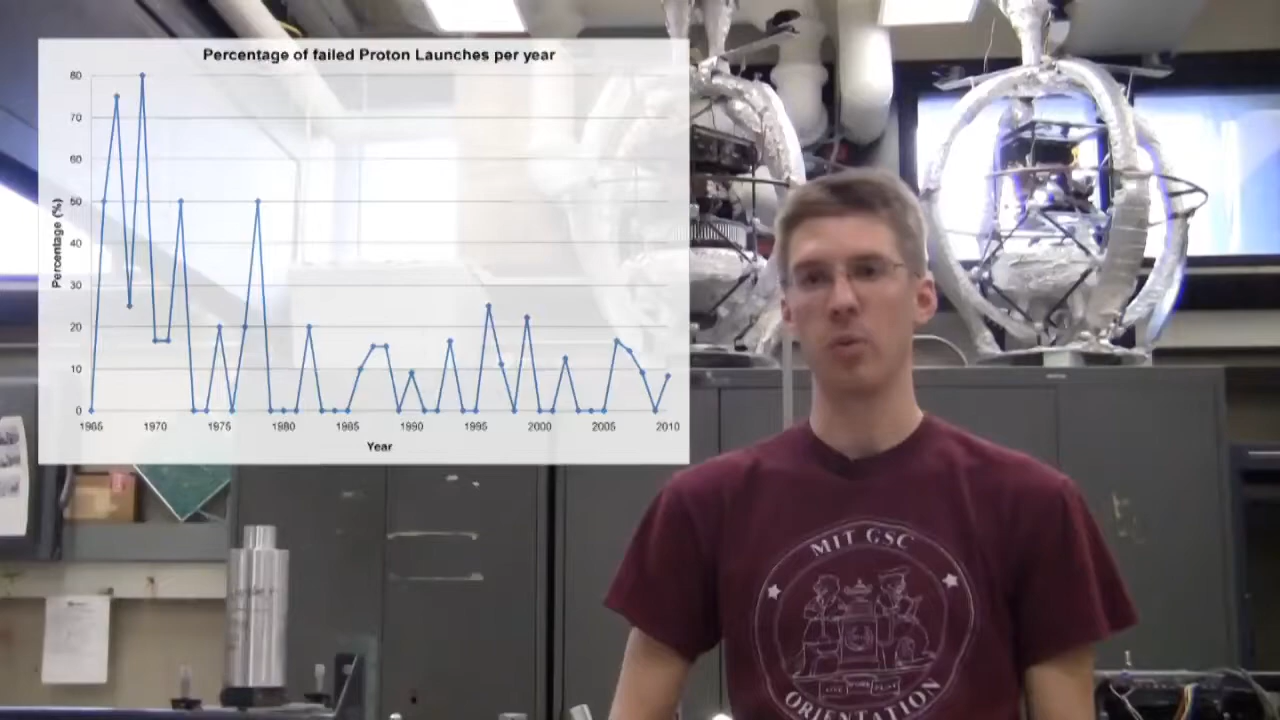 Percentage of failed Proton Launches per year
80
70
60
50
40
30
20
10
0
Percentage (%)
1965 1970 1975 1980 1985 1990 1995 2000 2005 2010
Year
MIT GSC
ORIENTATION